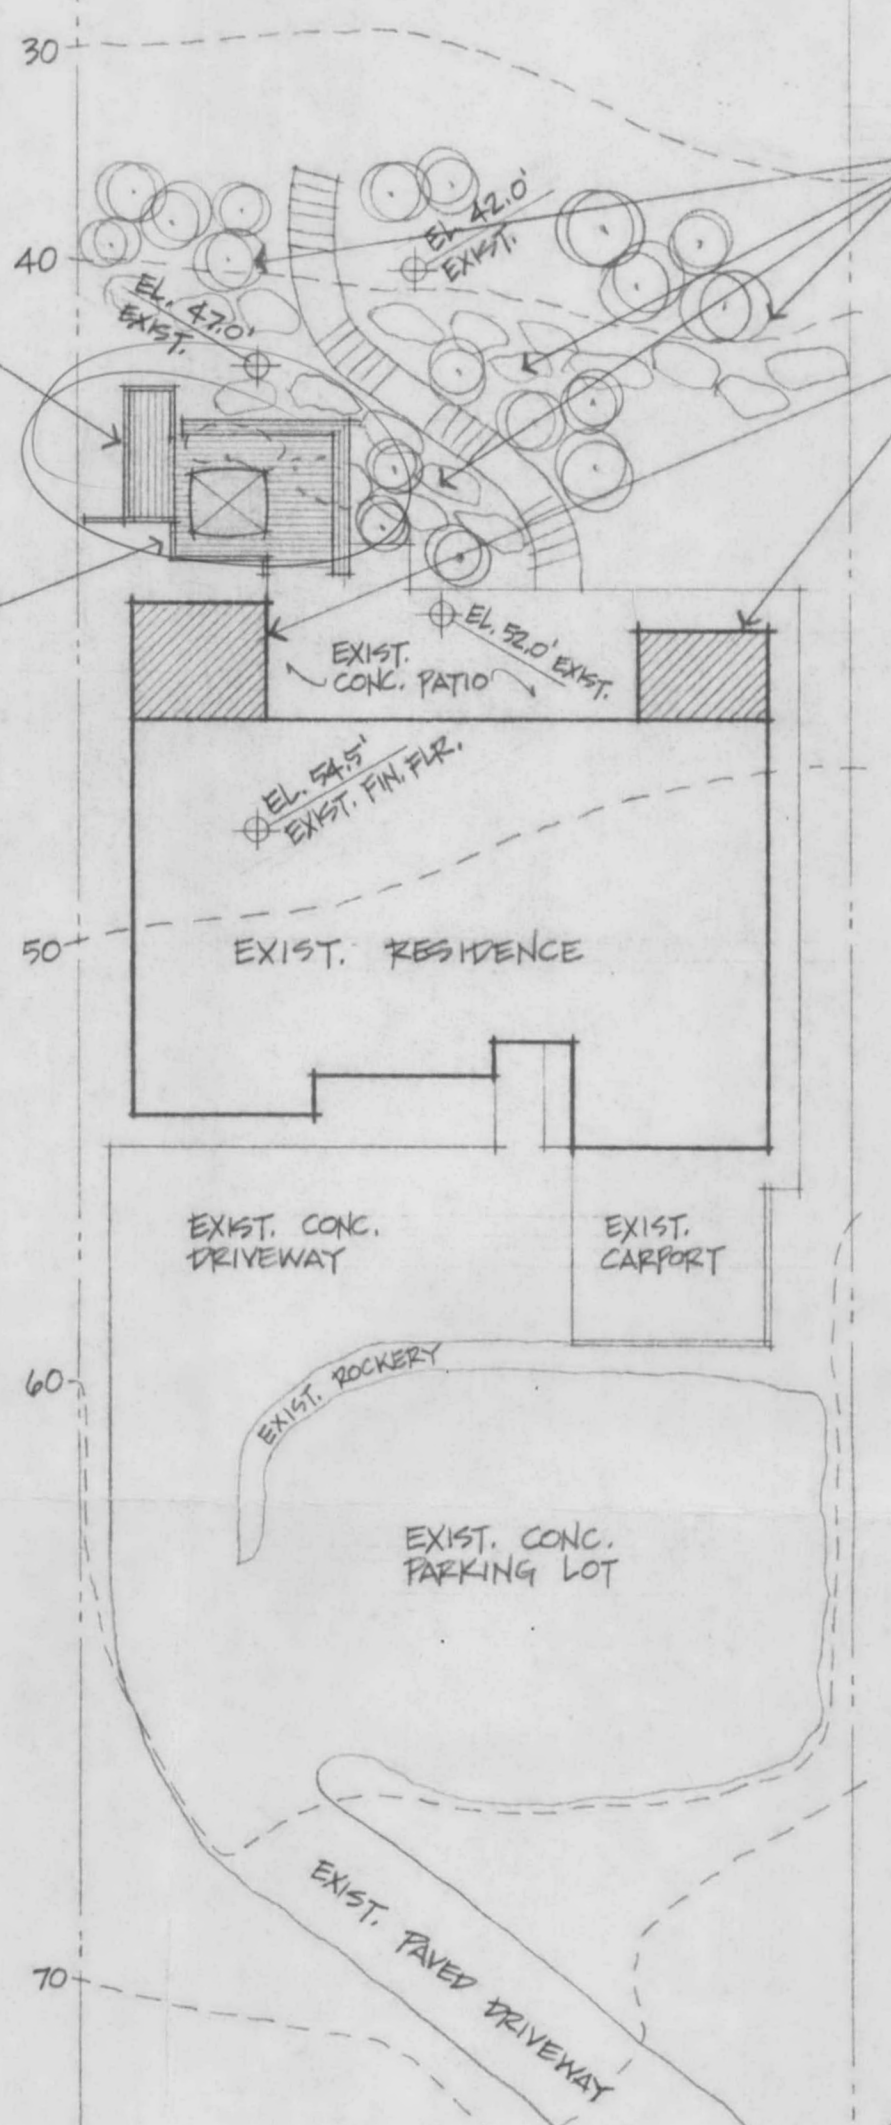 30
40
EL. 42.0'
EXIST.
EL. 47.0'
EXIST.
EL. 52.0' EXIST.
EXIST.
CONC. PATIO
EL. 54.5'
EXIST. FIN. FLR.
50
EXIST. RESIDENCE
EXIST. CONC.
DRIVEWAY
EXIST.
CARPORT
60
EXIST. ROCKERY
EXIST. CONC.
PARKING LOT
EXIST. PAVED DRIVEWAY
70